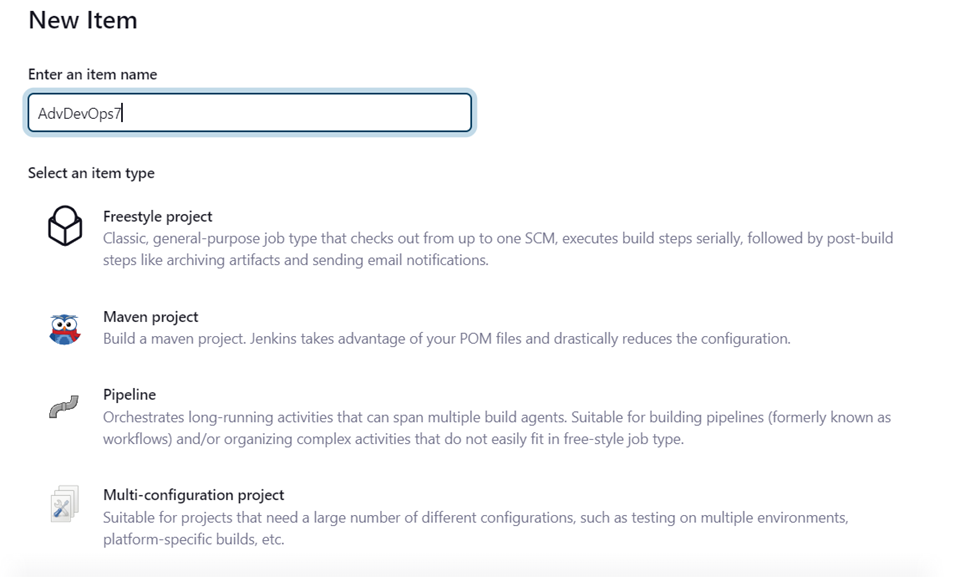 New Item
Enter an item name
AdvDevOps7
Select an item type
Freestyle project
Classic, general-purpose job type that checks out from up to one SCM, executes build steps serially, followed by post-build
steps like archiving artifacts and sending email notifications.
Maven project
Build a maven project. Jenkins takes advantage of your POM files and drastically reduces the configuration.
Pipeline
Orchestrates long-running activities that can span multiple build agents. Suitable for building pipelines (formerly known as
workflows) and/or organizing complex activities that do not easily fit in free-style job type.
Multi-configuration project
Suitable for projects that need a large number of different configurations, such as testing on multiple environments,
platform-specific builds, etc.